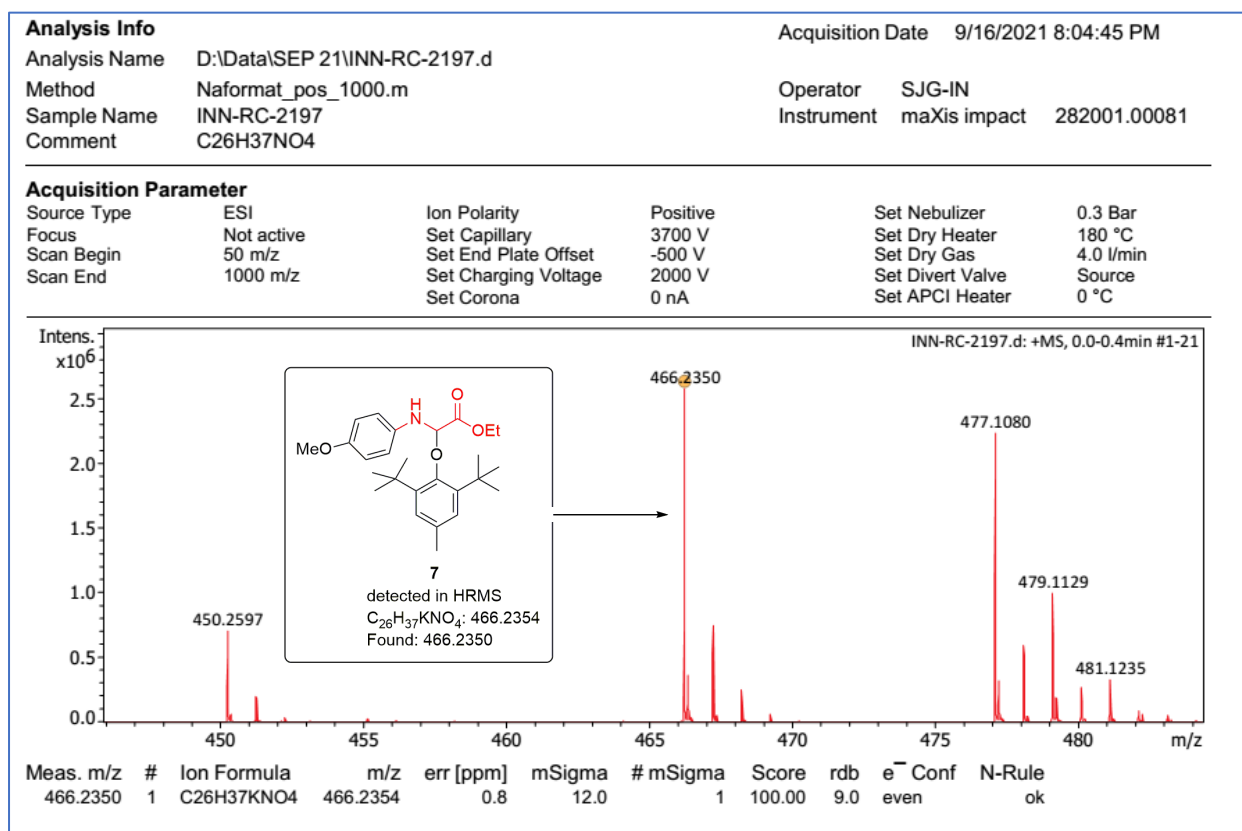 Analysis Info
Acquisition Date 9/16/2021 8:04:45 PM
Analysis Name D:\Data\SEP 21\INN-RC-2197.d
Method Naformat_pos_1000.m Operator SJG-IN
Sample Name INN-RC-2197 Instrument maXis impact 282001.00081
Comment C26H37NO4
Acquisition Parameter
Source Type ESI Ion Polarity Positive Set Nebulizer 0.3 Bar
Focus Not active Set Capillary 3700 V Set Dry Heater 180 °C
Scan Begin 50 m/z Set End Plate Offset -500 V Set Dry Gas 4.0 l/min
Scan End 1000 m/z Set Charging Voltage 2000 V Set Divert Valve Source
Set Corona 0 nA Set APCI Heater 0 °C
Intens.
x10⁶
INN-RC-2197.d: +MS, 0.0-0.4min #1-21
466.2350
2.5
477.1080
2.0
1.5
1.0
479.1129
450.2597
0.5
481.1235
0.0
H
N
O
OEt
MeO
O
7
detected in HRMS
C₂₆H₃₇KNO₄: 466.2354
Found: 466.2350
450 455 460 465 470 475 480 m/z
Meas. m/z # Ion Formula m/z err [ppm] mSigma # mSigma Score rdb e⁻ Conf N-Rule
466.2350 1 C26H37KNO4 466.2354 0.8 12.0 1 100.00 9.0 even ok